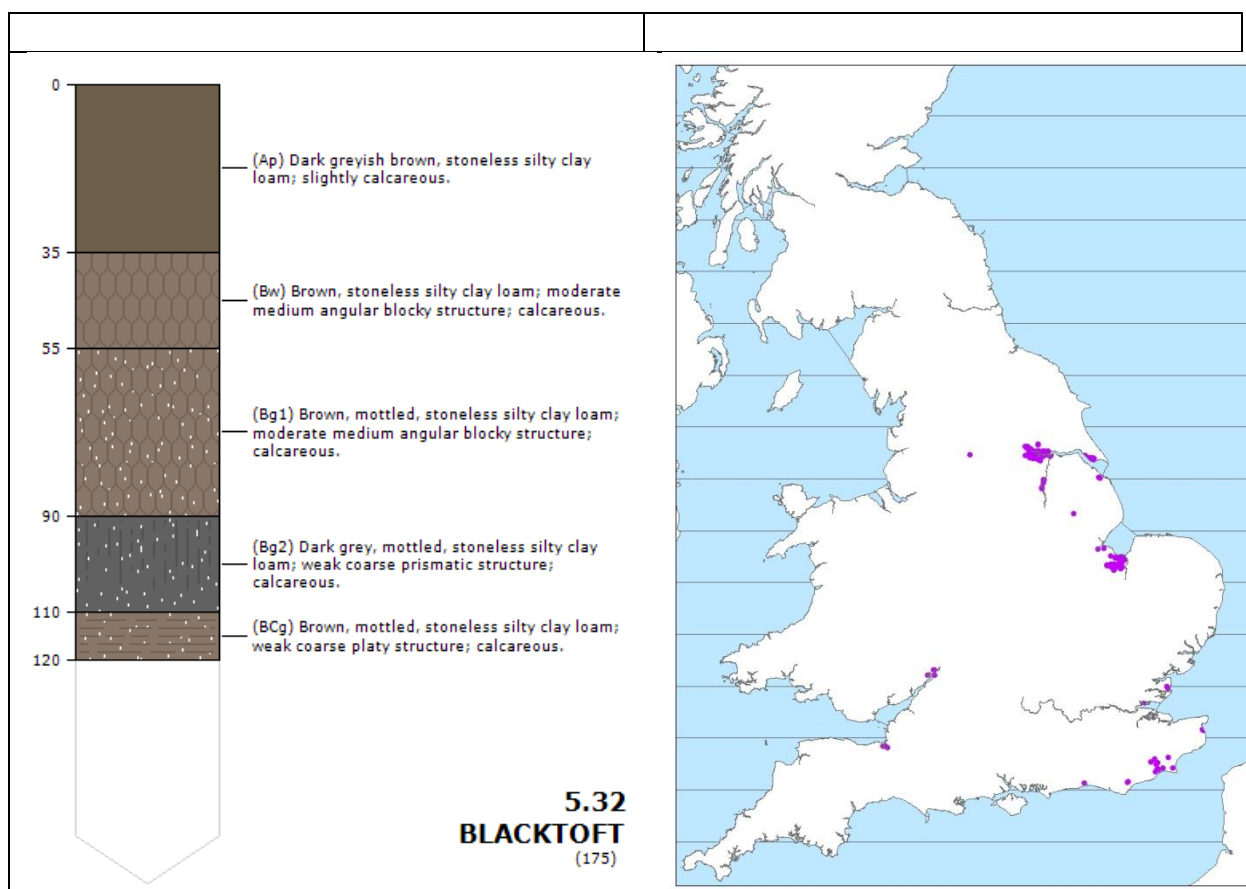 0
(Ap) Dark greyish brown, stoneless silty clay
loam; slightly calcareous.
35
(Bw) Brown, stoneless silty clay loam; moderate
medium angular blocky structure; calcareous.
55
(Bg1) Brown, mottled, stoneless silty clay loam;
moderate medium angular blocky structure;
calcareous.
90
(Bg2) Dark grey, mottled, stoneless silty clay
loam; weak coarse prismatic structure;
calcareous.
110
(BCg) Brown, mottled, stoneless silty clay loam;
weak coarse platy structure; calcareous.
120
5.32
BLACKTOFT
(175)